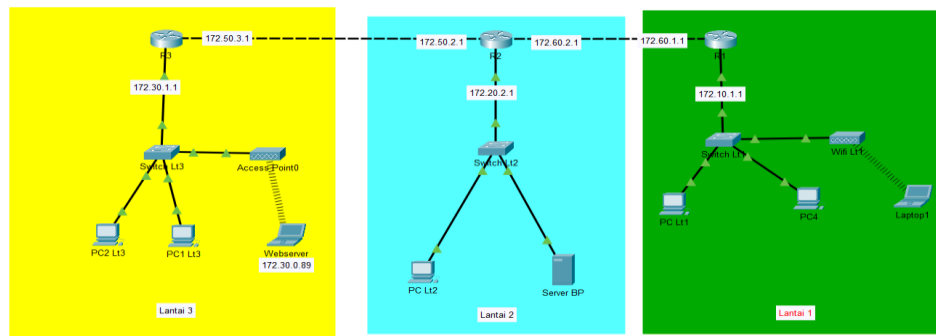 172.50.3.1
R3
172.30.1.1
Switch Lt3
Access Point0
PC2 Lt3
PC1 Lt3
Webserver
172.30.0.89
Lantai 3
172.50.2.1
172.60.2.1
R2
172.20.2.1
Switch Lt2
PC Lt2
Server BP
Lantai 2
172.60.1.1
R1
172.10.1.1
Switch Lt1
Wifi Lt1
PC Lt1
PC4
Laptop1
Lantai 1